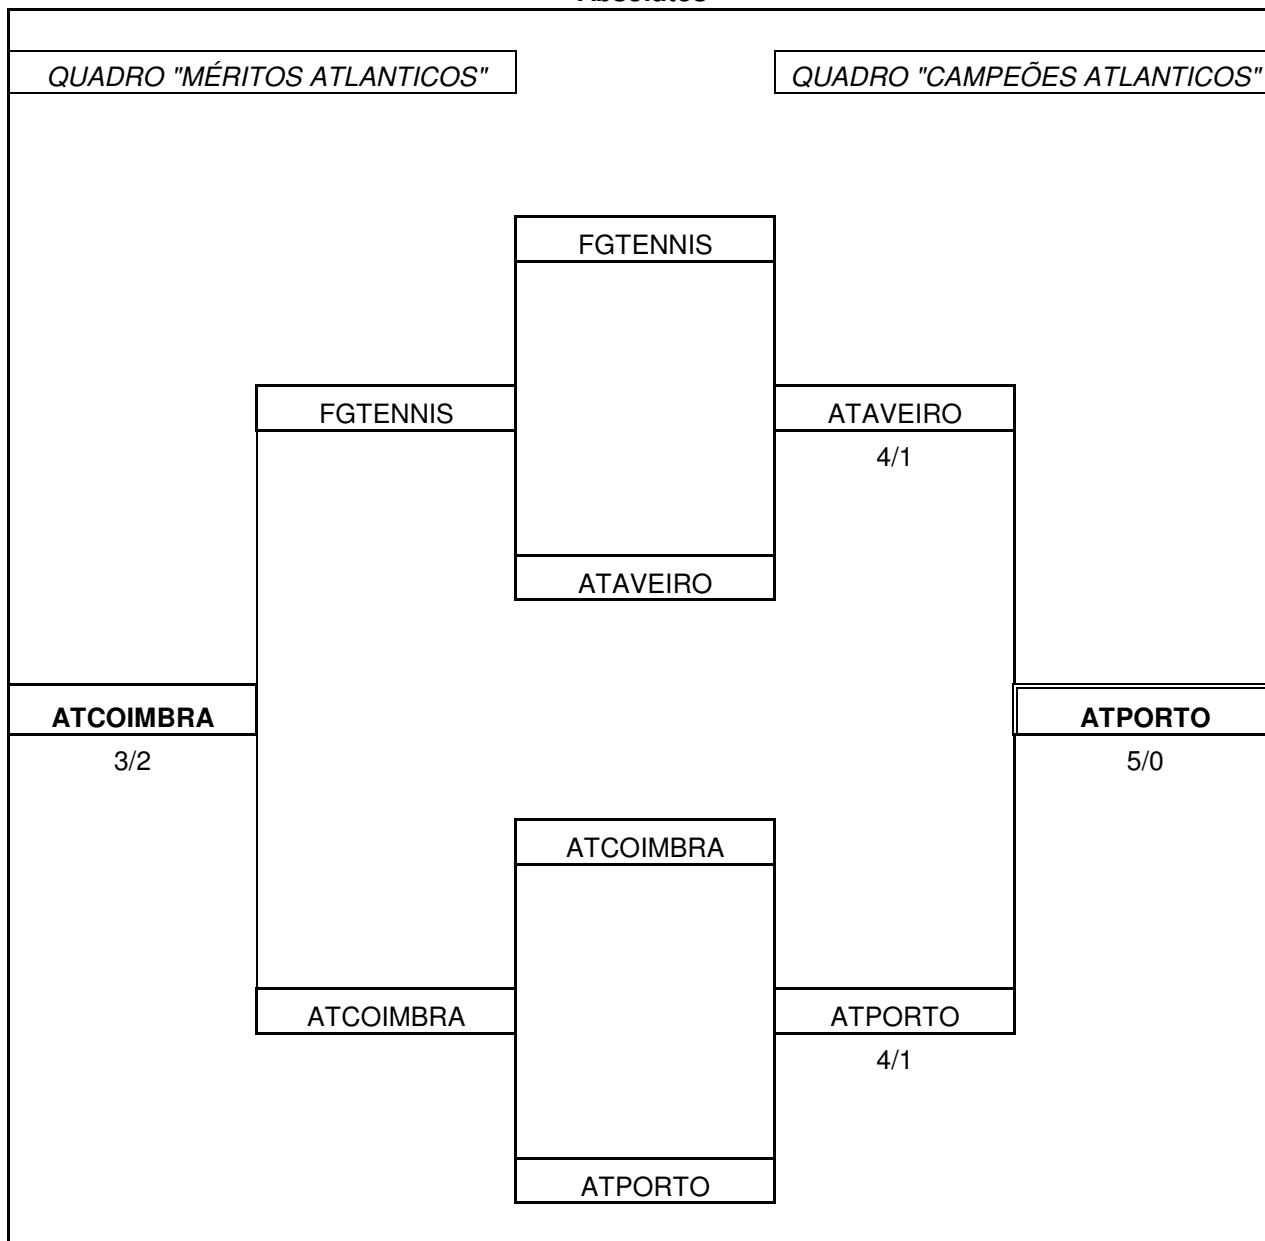 Absolutos
QUADRO "MÉRITOS ATLANTICOS"
QUADRO "CAMPEÕES ATLANTICOS"
FGTENNIS
FGTENNIS
ATAVEIRO
4/1
ATAVEIRO
ATCOIMBRA
ATPORTO
3/2
5/0
ATCOIMBRA
ATCOIMBRA
ATPORTO
4/1
ATPORTO